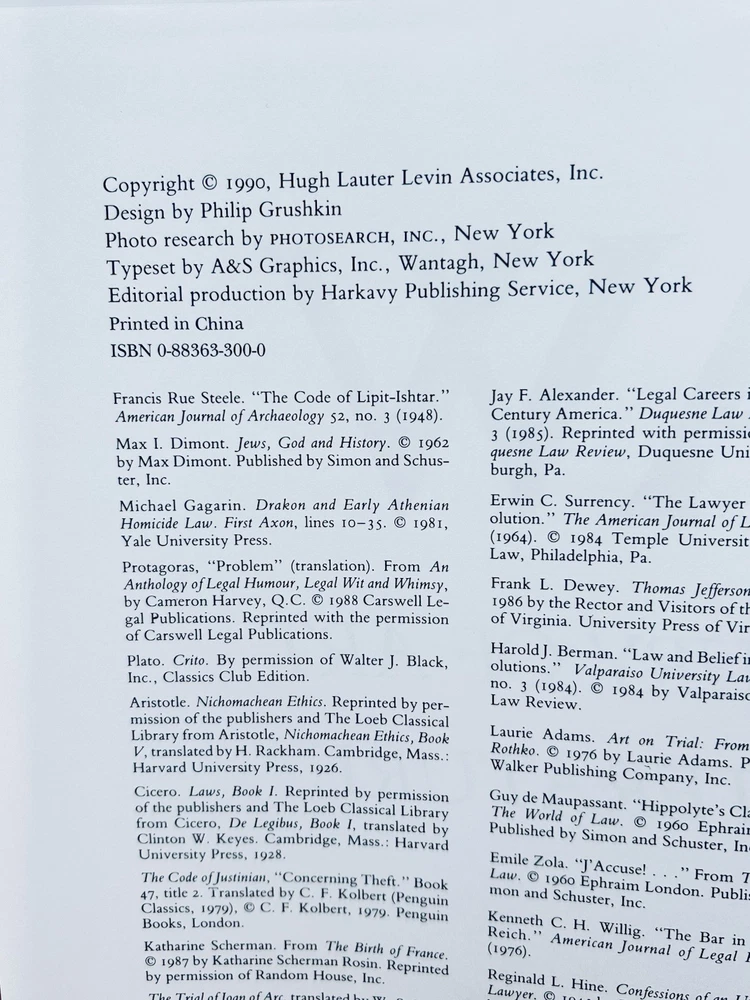 Copyright © 1990, Hugh Lauter Levin Associates, Inc.
Design by Philip Grushkin
Photo research by PHOTOSEARCH, INC., New York
Typeset by A&S Graphics, Inc., Wantagh, New York
Editorial production by Harkavy Publishing Service, New York
Printed in China
ISBN 0-88363-300-0
Francis Rue Steele. “The Code of Lipit-Ishtar.”
American Journal of Archaeology 52, no. 3 (1948).
Max I. Dimont. Jews, God and History. © 1962
by Max Dimont. Published by Simon and Schus-
ter, Inc.
Michael Gagarin. Drakon and Early Athenian
Homicide Law. First Axon, lines 10–35. © 1981,
Yale University Press.
Protagoras, “Problem” (translation). From An
Anthology of Legal Humour, Legal Wit and Whimsy,
by Cameron Harvey, Q.C. © 1988 Carswell Le-
gal Publications. Reprinted with the permission
of Carswell Legal Publications.
Plato. Crito. By permission of Walter J. Black,
Inc., Classics Club Edition.
Aristotle. Nichomachean Ethics. Reprinted by per-
mission of the publishers and The Loeb Classical
Library from Aristotle, Nichomachean Ethics, Book
V, translated by H. Rackham. Cambridge, Mass.:
Harvard University Press, 1926.
Cicero. Laws, Book I. Reprinted by permission
of the publishers and The Loeb Classical Library
from Cicero, De Legibus, Book I, translated by
Clinton W. Keyes. Cambridge, Mass.: Harvard
University Press, 1928.
The Code of Justinian, “Concerning Theft.” Book
47, title 2. Translated by C. F. Kolbert (Penguin
Classics, 1979), © C. F. Kolbert, 1979. Penguin
Books, London.
Katharine Scherman. From The Birth of France.
© 1987 by Katharine Scherman Rosin. Reprinted
by permission of Random House, Inc.
The Trial of Joan of Arc, translated by W.
Jay F. Alexander. “Legal Careers
Century America.” Duquesne Law
3 (1985). Reprinted with
quesne Law Review, Duquesne
burgh, Pa.
Erwin C. Surrency. “The Lawyer
olution.” The American Journal of
(1964). © 1984 Temple
Law, Philadelphia, Pa.
Frank L. Dewey. Thomas
1986 by the Rector and Visitors of
of Virginia. University Press of
Harold J. Berman. “Law and Belief
olutions.” Valparaiso University
no. 3 (1984). © 1984 by Valparaiso
Law Review.
Laurie Adams. Art on Trial: From
Rothko. © 1976 by Laurie Adams.
Walker Publishing Company, Inc.
Guy de Maupassant. “Hippolyte’s
The World of Law. © 1960
Published by Simon and Schuster,
Emile Zola. “J’Accuse! . . .” From
Law. © 1960 Ephraim London.
mon and Schuster, Inc.
Kenneth C. H. Willig. “The Bar in
Reich.” American Journal of Legal
(1976).
Reginald L. Hine. Confessions of
Lawyer. ©